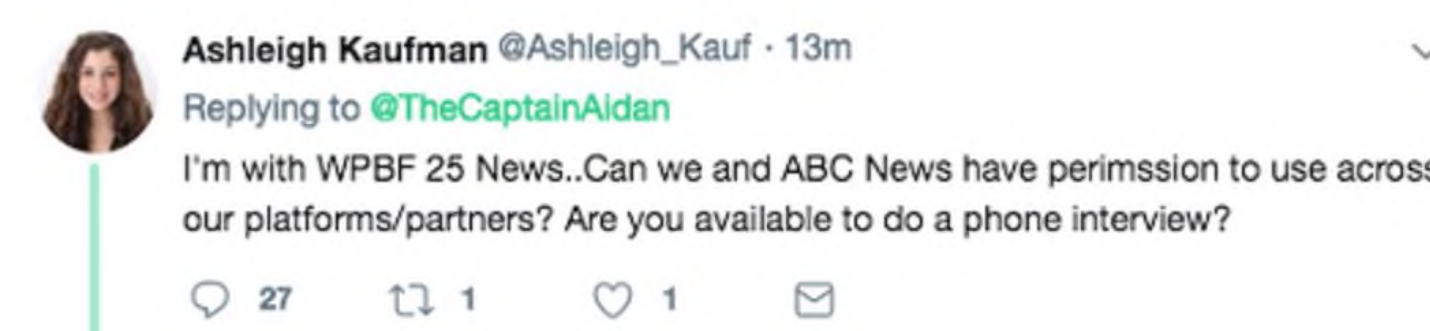 Ashleigh Kaufman @Ashleigh_Kauf · 13m
Replying to @TheCaptainAidan
I'm with WPBF 25 News..Can we and ABC News have perimssion to use across
our platforms/partners? Are you available to do a phone interview?
27 1 1